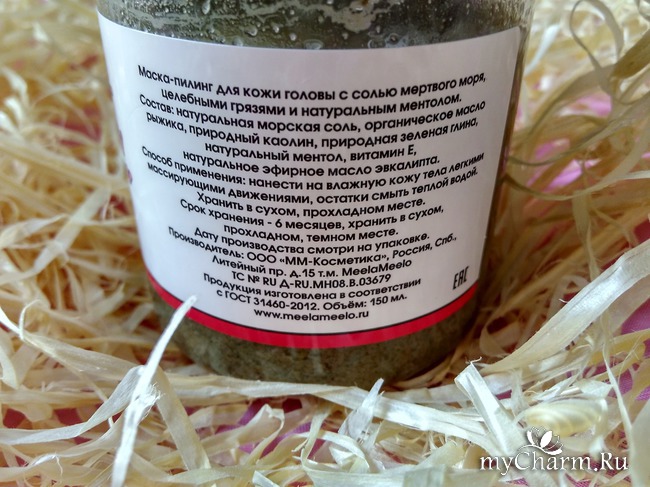 Маска-пилинг для кожи головы с солью мертвого моря,
целебными грязями и натуральным ментолом.
Состав: натуральная морская соль, органическое масло
рыжика, природный каолин, природная зеленая глина,
натуральный ментол, витамин Е,
натуральное эфирное масло эвкалипта.
Способ применения: нанести на влажную кожу тела легкими
массирующими движениями, остатки смыть теплой водой.
Хранить в сухом, прохладном месте.
Срок хранения - 6 месяцев, хранить в сухом,
прохладном, темном месте.
Дату производства смотри на упаковке.
Производитель: ООО «ММ-Косметика», Россия, Спб.,
Литейный пр. д.15 т.м. MeelaMeelo
ТС № RU Д-RU.МН08.В.03679
Продукция изготовлена в соответствии
с ГОСТ 31460-2012. Объём: 150 мл.
www.meelameelo.ru
ЕАС
myCharm.Ru